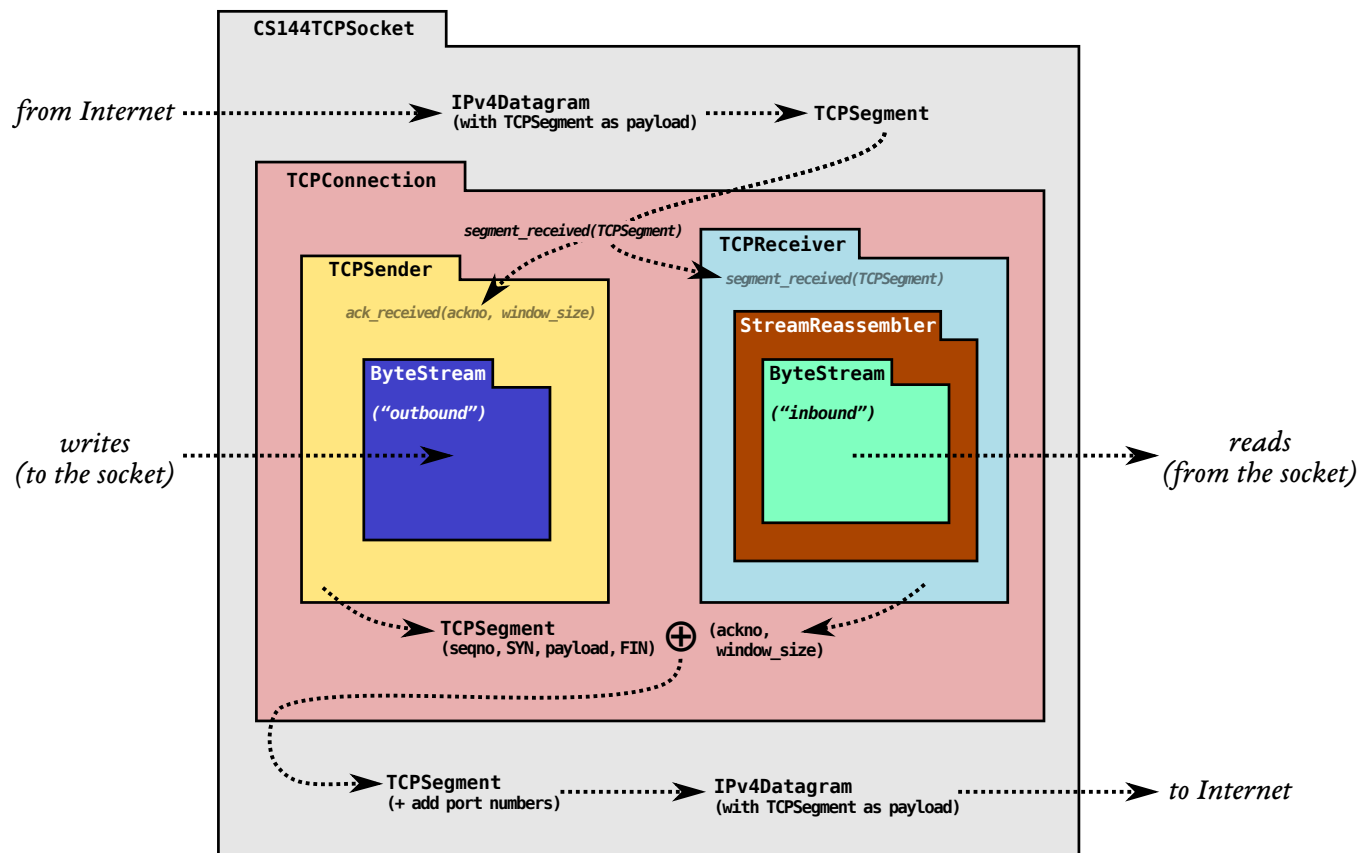 CS144TCPSocket
from Internet
IPv4Datagram
(with TCPSegment as payload)
TCPSegment
TCPConnection
segment_received(TCPSegment)
TCPReceiver
segment_received(TCPSegment)
TCPSender
ack_received(ackno, window_size)
StreamReassembler
ByteStream
(“outbound”)
ByteStream
(“inbound”)
writes
(to the socket)
reads
(from the socket)
TCPSegment
(seqno, SYN, payload, FIN)
(ackno,
window_size)
TCPSegment
(+ add port numbers)
IPv4Datagram
(with TCPSegment as payload)
to Internet